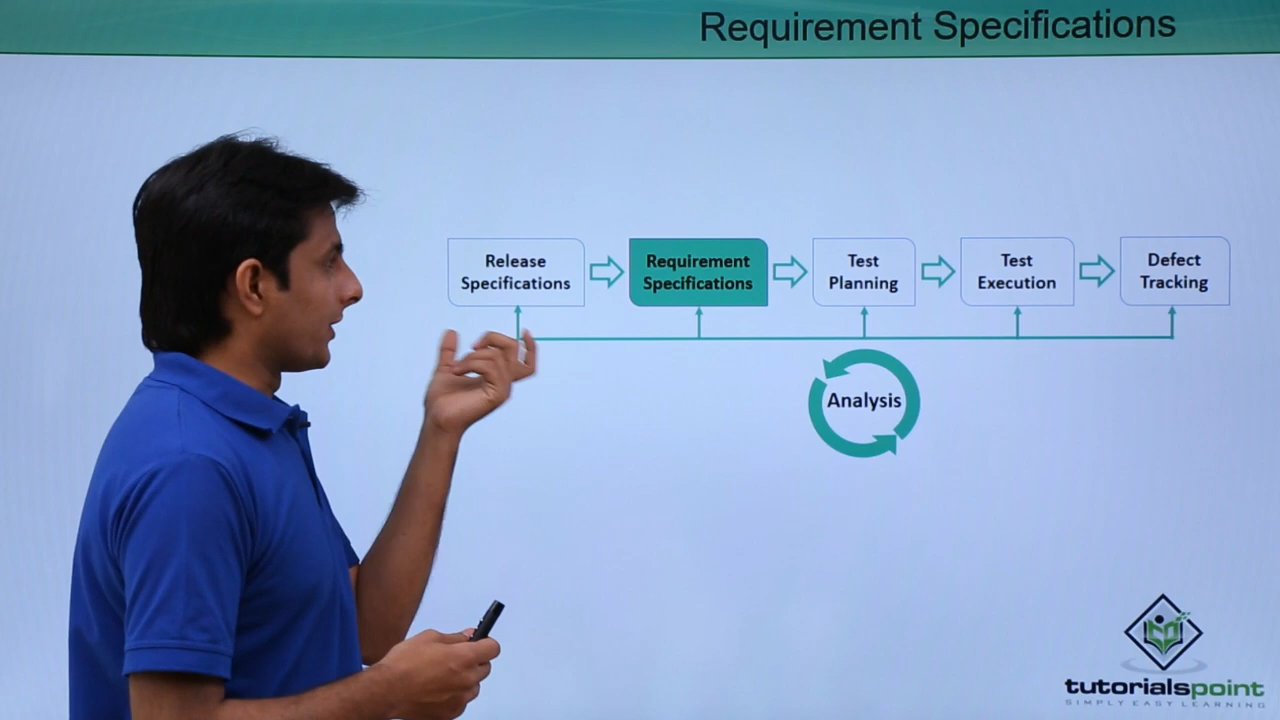 Requirement Specifications
Release
Specifications
Requirement
Specifications
Test
Planning
Test
Execution
Defect
Tracking
Analysis
tutorialspoint
SIMPLY EASY LEARNING